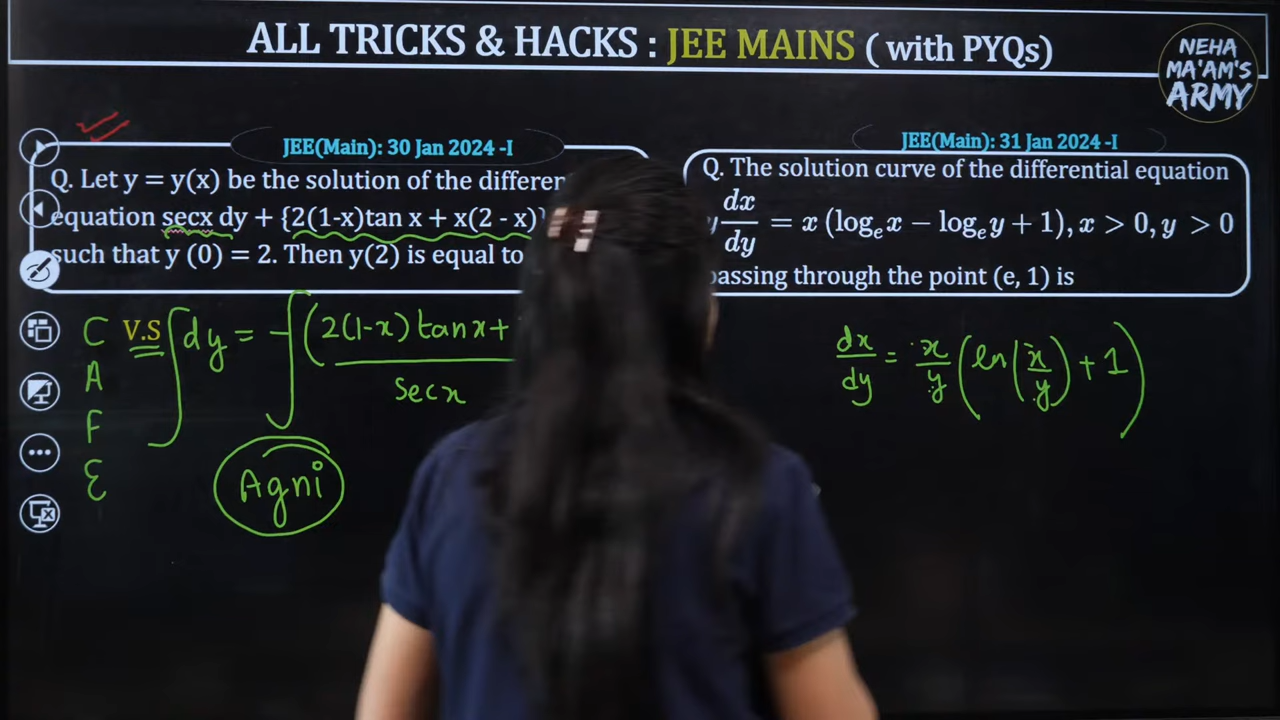 ALL TRICKS & HACKS : JEE MAINS ( with PYQs)
NEHA
MA'AM'S
ARMY
JEE(Main): 30 Jan 2024 -I
Q. Let y = y(x) be the solution of the differen
equation secx dy + {2(1-x)tan x + x(2 - x)}
such that y (0) = 2. Then y(2) is equal to
C V.S ∫dy = -∫(2(1-x) tanx+
secx
A
F
E
Agni
JEE(Main): 31 Jan 2024 -I
Q. The solution curve of the differential equation
y dx/dy = x (logₑx − logₑy + 1), x > 0, y > 0
passing through the point (e, 1) is
dx/dy = x/y (ln(x/y) + 1)